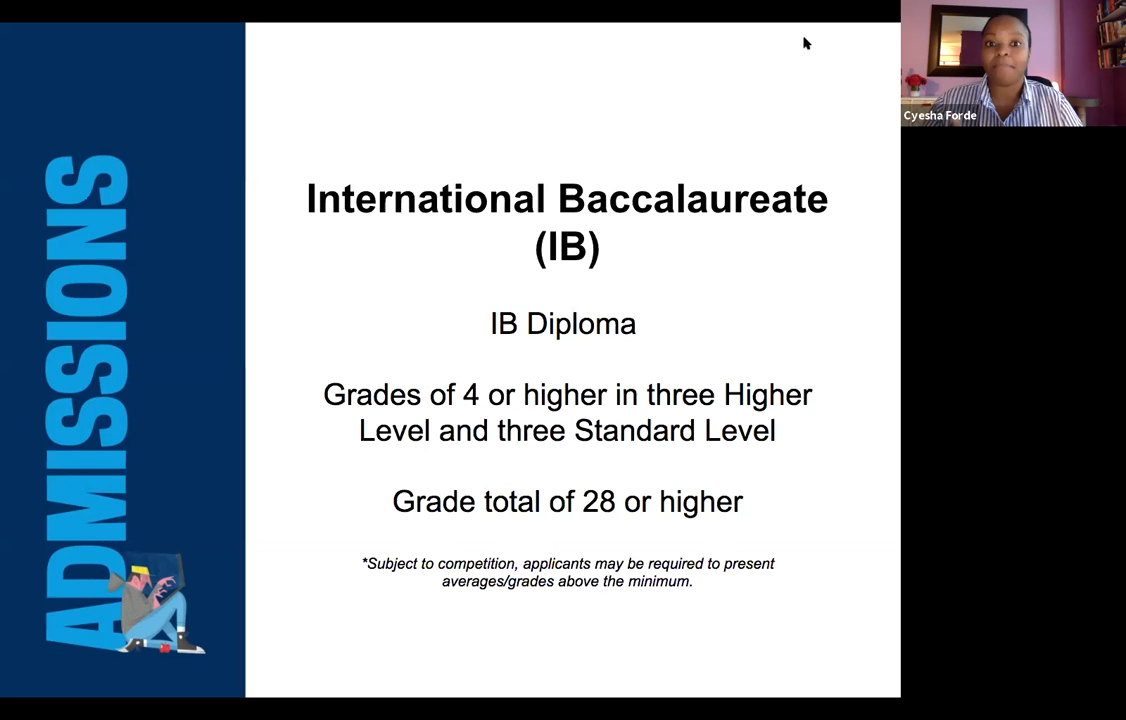 ADMISSIONS
International Baccalaureate
(IB)
IB Diploma
Grades of 4 or higher in three Higher
Level and three Standard Level
Grade total of 28 or higher
*Subject to competition, applicants may be required to present
averages/grades above the minimum.
Cyesha Forde